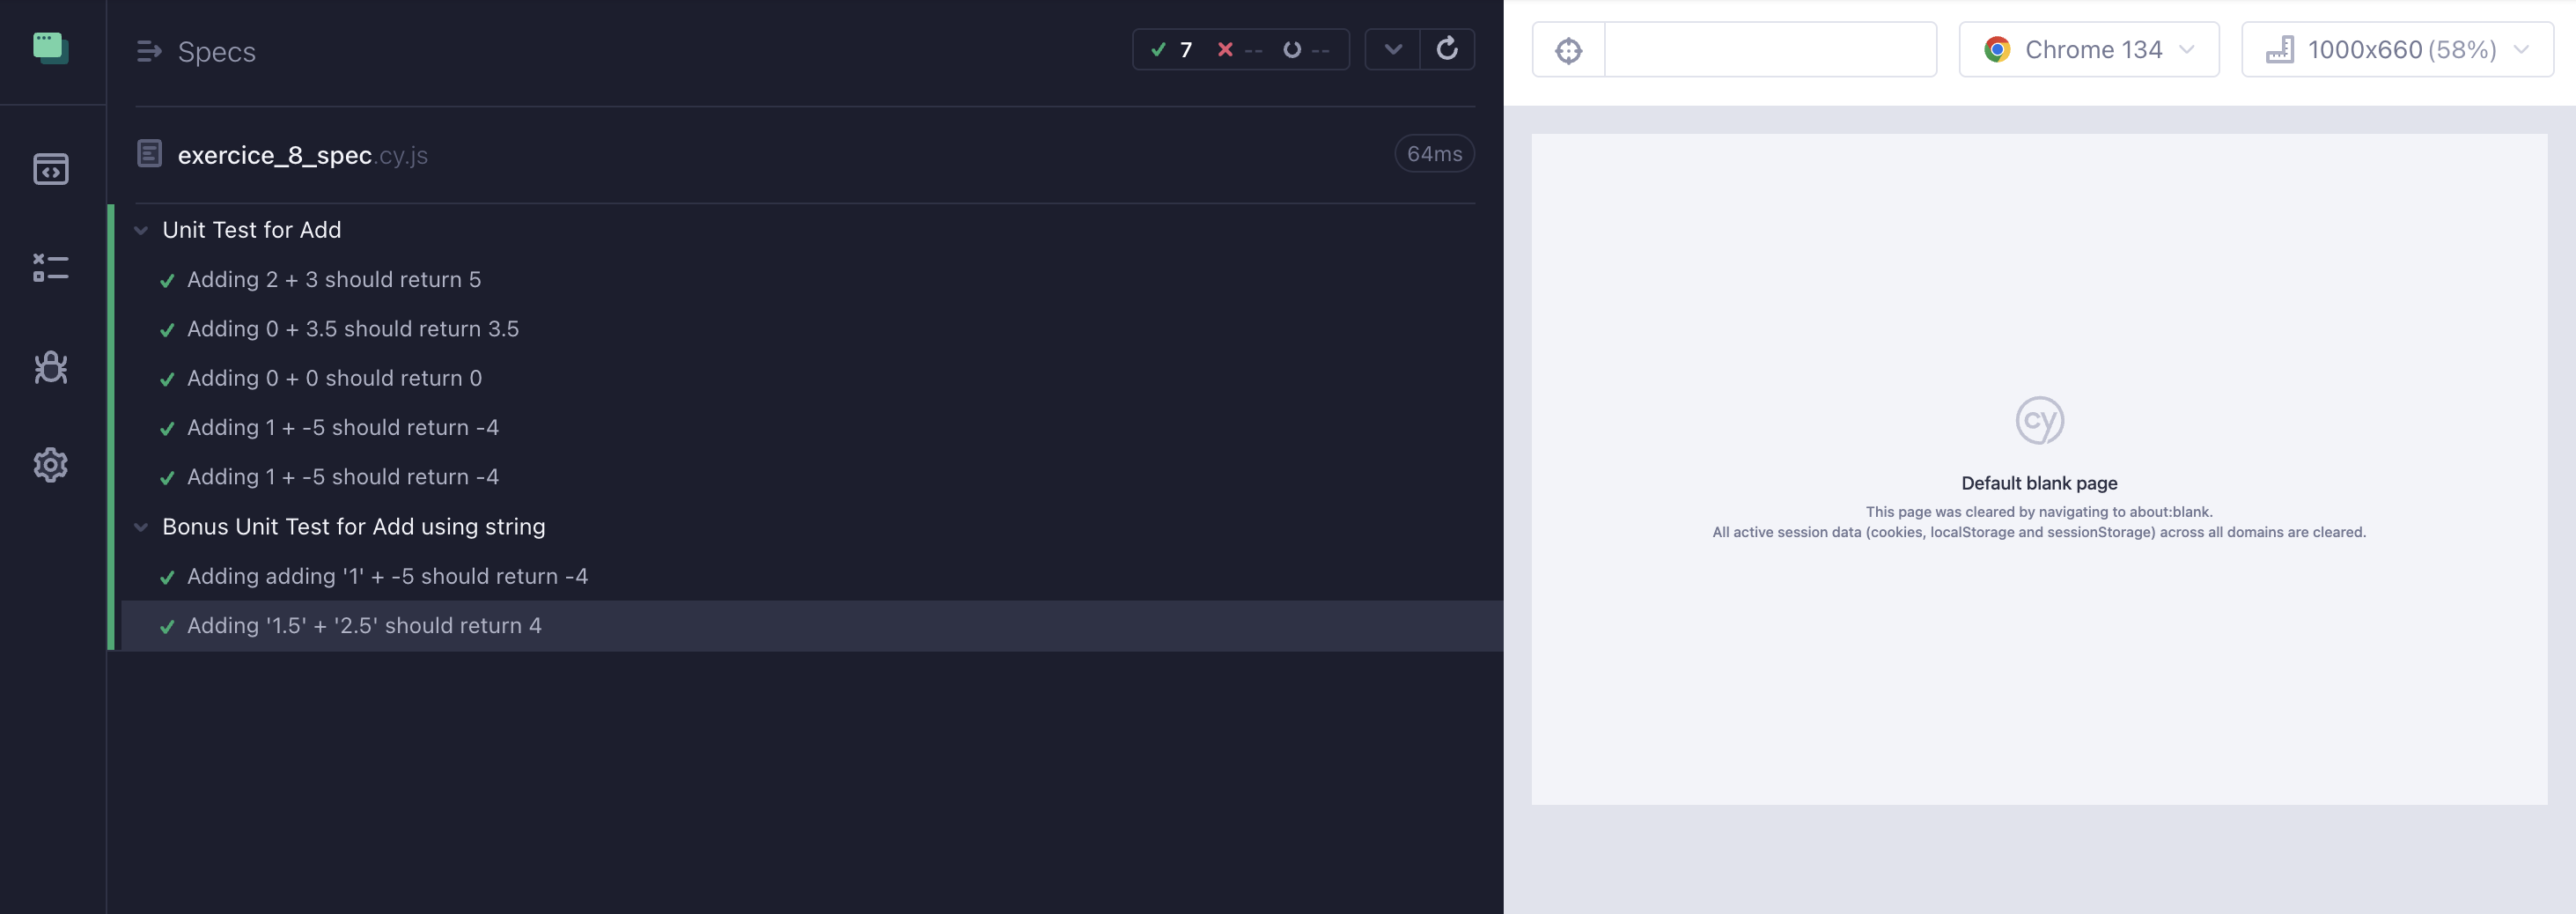 Specs
7 -- --
exercice_8_spec.cy.js
64ms
Unit Test for Add
Adding 2 + 3 should return 5
Adding 0 + 3.5 should return 3.5
Adding 0 + 0 should return 0
Adding 1 + -5 should return -4
Adding 1 + -5 should return -4
Bonus Unit Test for Add using string
Adding adding '1' + -5 should return -4
Adding '1.5' + '2.5' should return 4
Chrome 134
1000x660 (58%)
cy
Default blank page
This page was cleared by navigating to about:blank.
All active session data (cookies, localStorage and sessionStorage) across all domains are cleared.